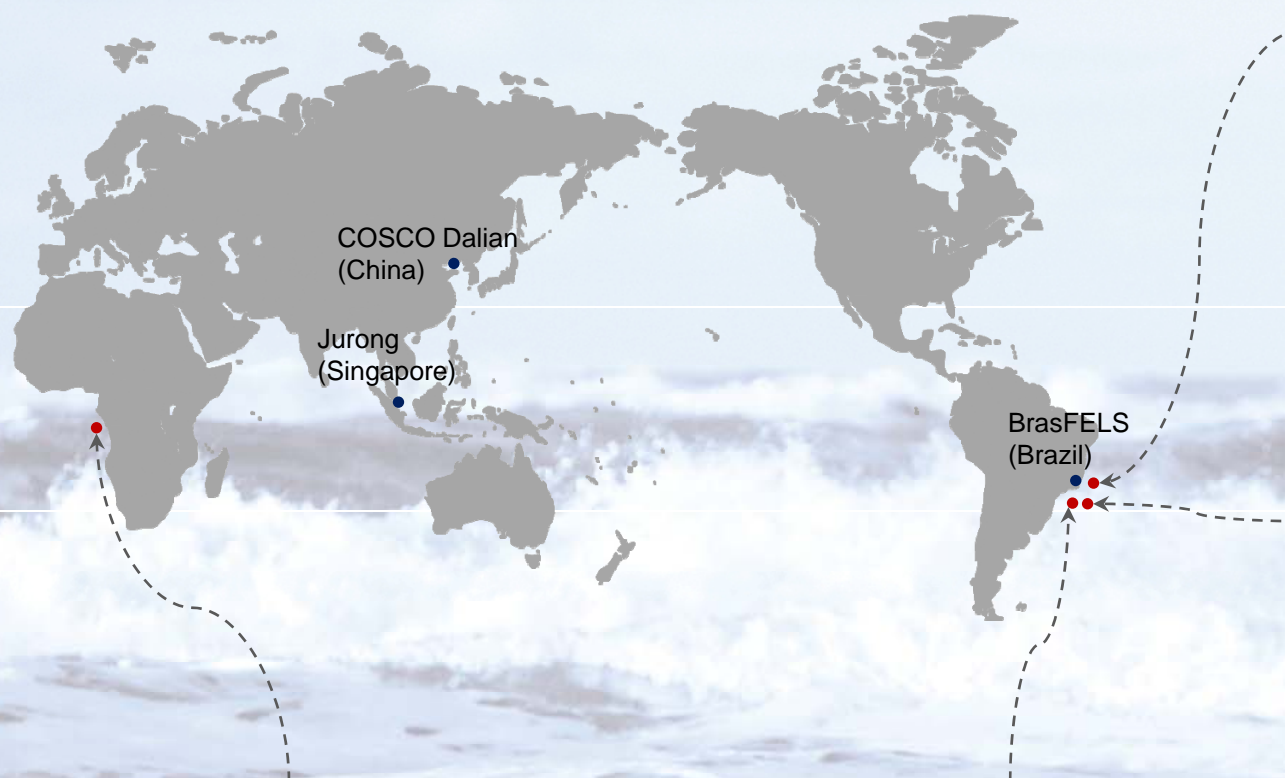 COSCO Dalian
(China)
Jurong
(Singapore)
BrasFELS
(Brazil)